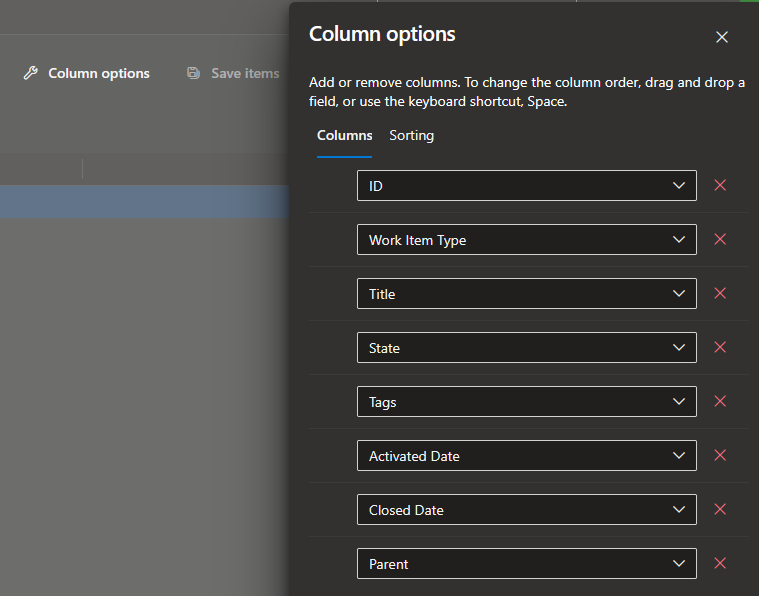 Column options
Column options
Save items
Add or remove columns. To change the column order, drag and drop a
field, or use the keyboard shortcut, Space.
Columns
Sorting
ID
Work Item Type
Title
State
Tags
Activated Date
Closed Date
Parent